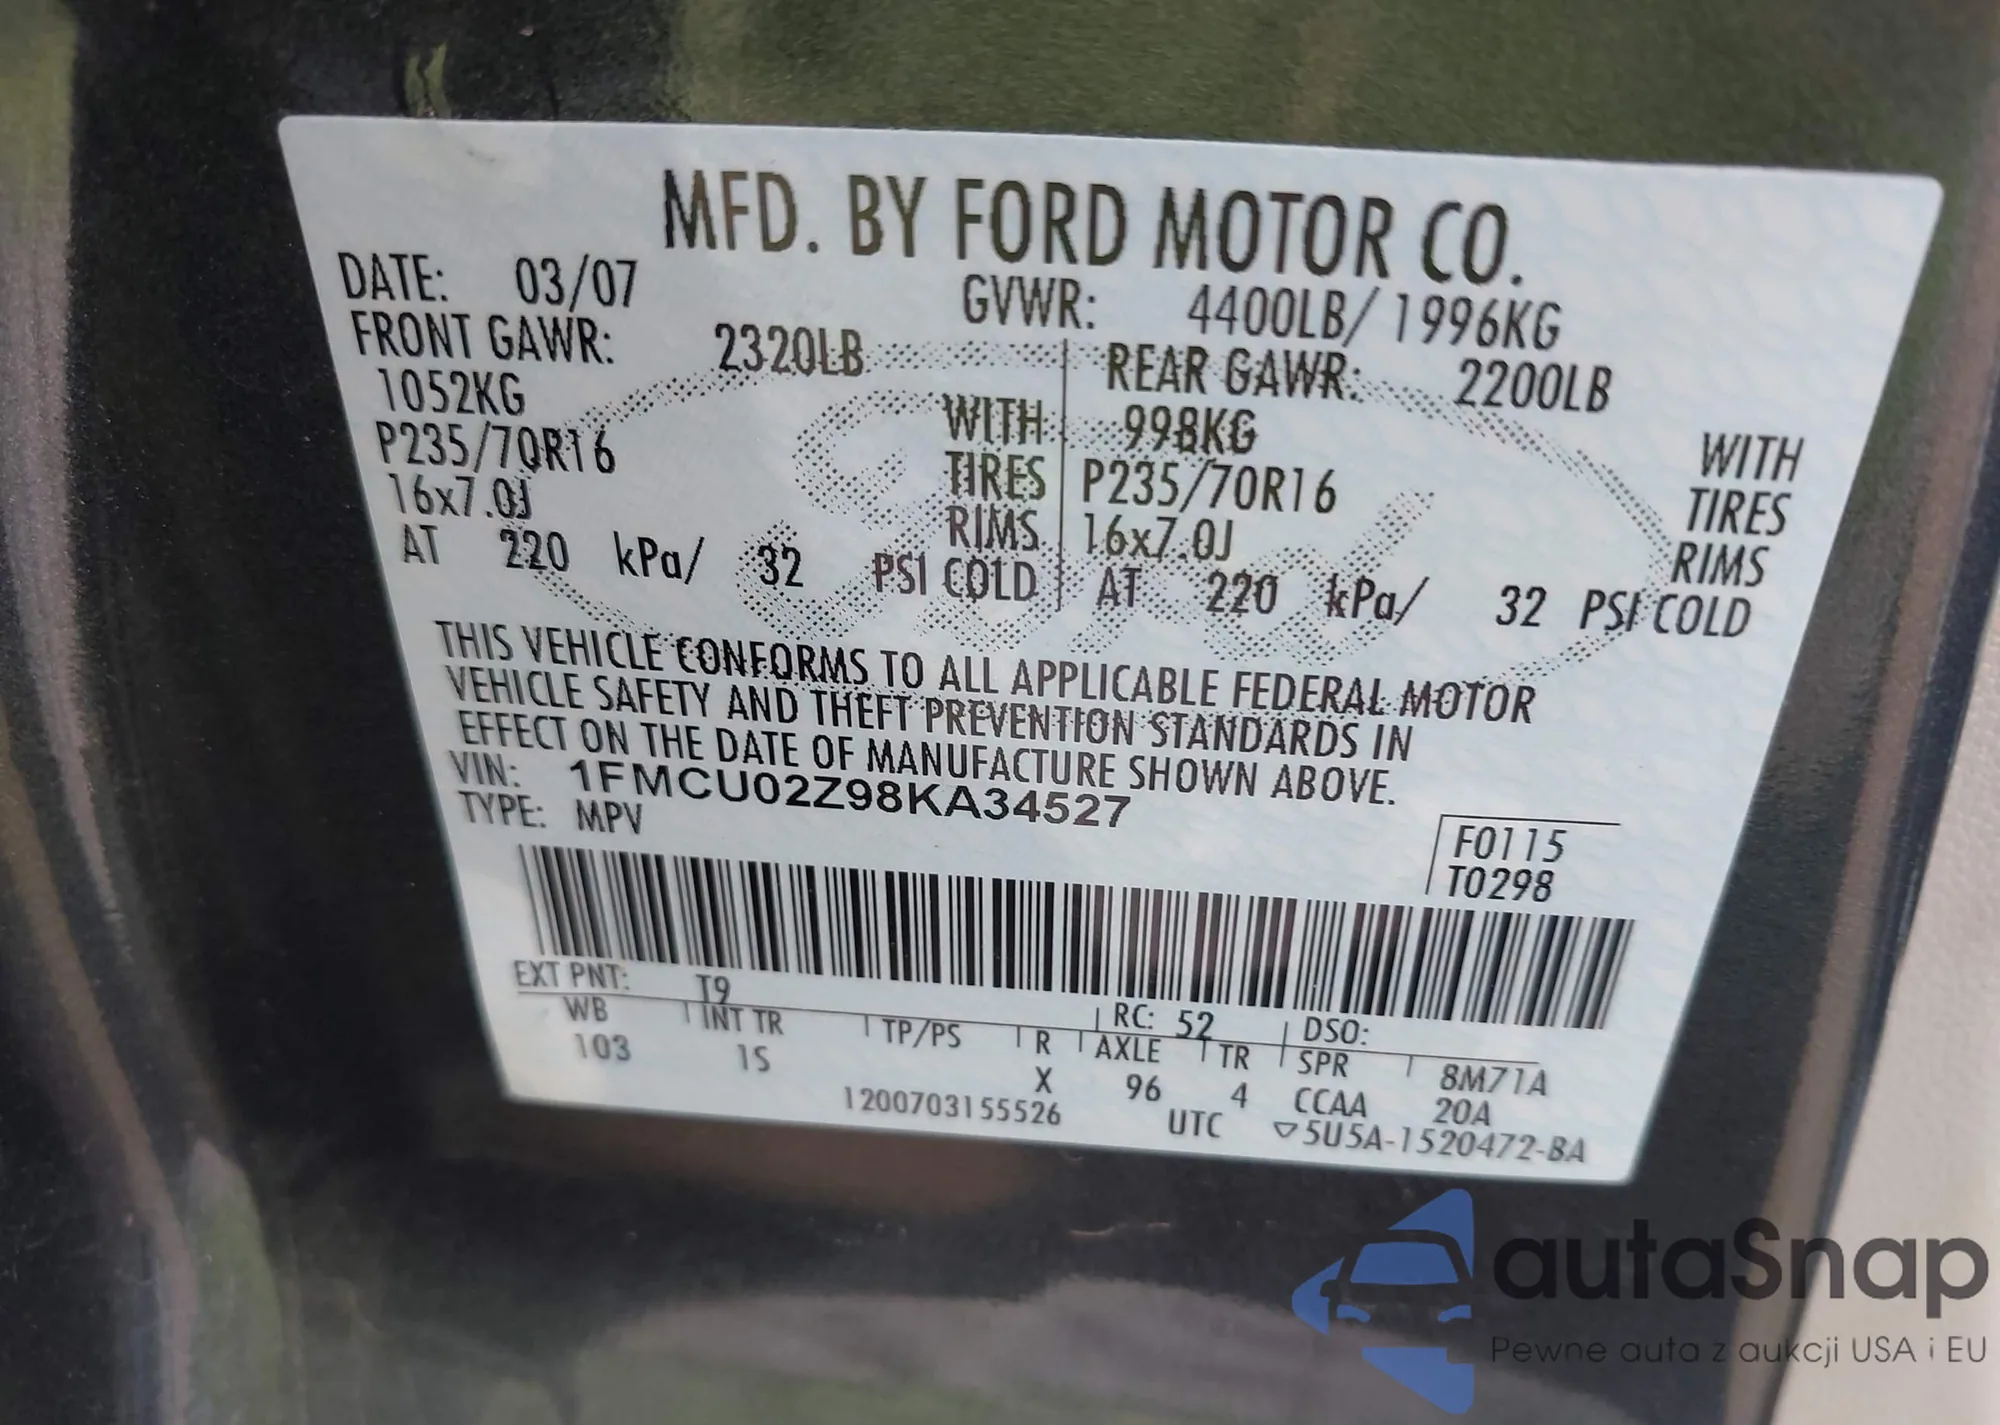 MFD. BY FORD MOTOR CO.
DATE: 03/07 GVWR: 4400LB/1996KG
FRONT GAWR: 2320LB REAR GAWR: 2200LB
1052KG WITH 998KG WITH
P235/70R16 TIRES P235/70R16 TIRES
16x7.0J RIMS 16x7.0J RIMS
AT 220 kPa/ 32 PSI COLD AT 220 kPa/ 32 PSI COLD
THIS VEHICLE CONFORMS TO ALL APPLICABLE FEDERAL MOTOR
VEHICLE SAFETY AND THEFT PREVENTION STANDARDS IN
EFFECT ON THE DATE OF MANUFACTURE SHOWN ABOVE.
VIN: 1FMCU02Z98KA34527
TYPE: MPV
F0115
T0298
EXT PNT: T9 RC: 52 DSO:
WB INT TR TP/PS R AXLE TR SPR 8M71A
103 1S X 96 4 CCAA 20A
1200703155526 UTC ▽5U5A-1520472-BA
autaSnap
Pewne auta z aukcji USA i EU